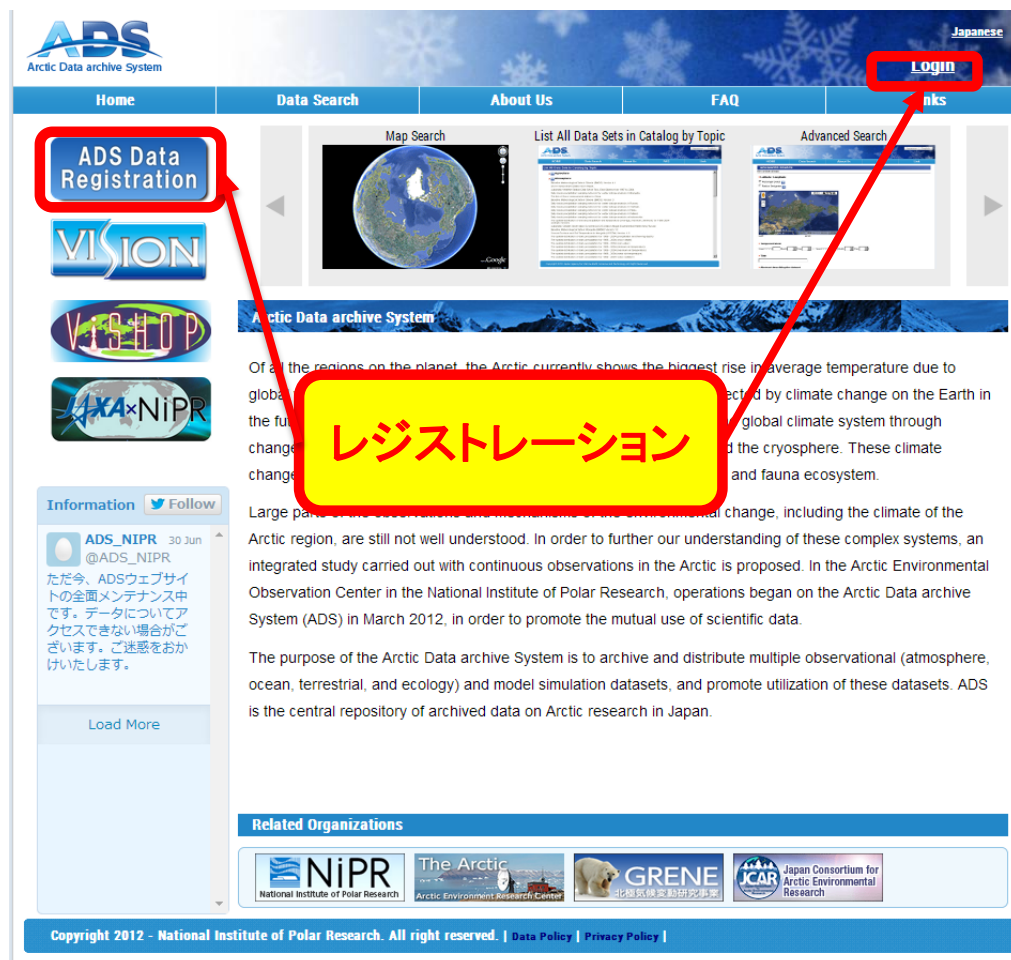 ADS
Arctic Data archive System
Japanese
Login
Home
Data Search
About Us
FAQ
ADS Data
Registration
VISION
ViSHOP
JAXA×NiPR
Map Search
List All Data Sets in Catalog by Topic
Advanced Search
Google
Arctic Data archive System
Of all the regions on the planet, the Arctic currently shows the biggest rise in average temperature due to
climate change on the Earth in
the global climate system through
the cryosphere. These climate
and fauna ecosystem.
レジストレーション
Large parts of the observations and mechanisms of the environmental change, including the climate of the
Arctic region, are still not well understood. In order to further our understanding of these complex systems, an
integrated study carried out with continuous observations in the Arctic is proposed. In the Arctic Environmental
Observation Center in the National Institute of Polar Research, operations began on the Arctic Data archive
System (ADS) in March 2012, in order to promote the mutual use of scientific data.
The purpose of the Arctic Data archive System is to archive and distribute multiple observational (atmosphere,
ocean, terrestrial, and ecology) and model simulation datasets, and promote utilization of these datasets. ADS
is the central repository of archived data on Arctic research in Japan.
Information
Follow
ADS_NIPR 30 Jun
@ADS_NIPR
ただ今、ADSウェブサイ
トの全面メンテナンス中
です。データについてア
クセスできない場合がご
ざいます。ご迷惑をおか
けいたします。
Load More
Related Organizations
NiPR
National Institute of Polar Research
The Arctic
Arctic Environment Research Center
GRENE
北極気候変動研究事業
JCAR
Japan Consortium for
Arctic Environmental
Research
Copyright 2012 - National Institute of Polar Research. All right reserved. | Data Policy | Privacy Policy |